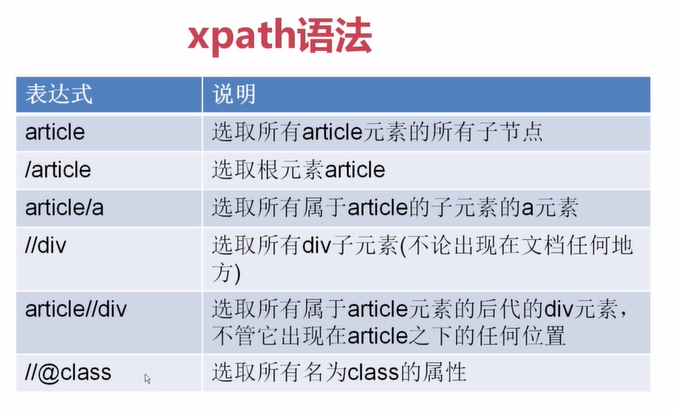 xpath语法
表达式 说明
article 选取所有article元素的所有子节点
/article 选取根元素article
article/a 选取所有属于article的子元素的a元素
//div 选取所有div子元素(不论出现在文档任何地
方)
article//div 选取所有属于article元素的后代的div元素，
不管它出现在article之下的任何位置
//@class 选取所有名为class的属性